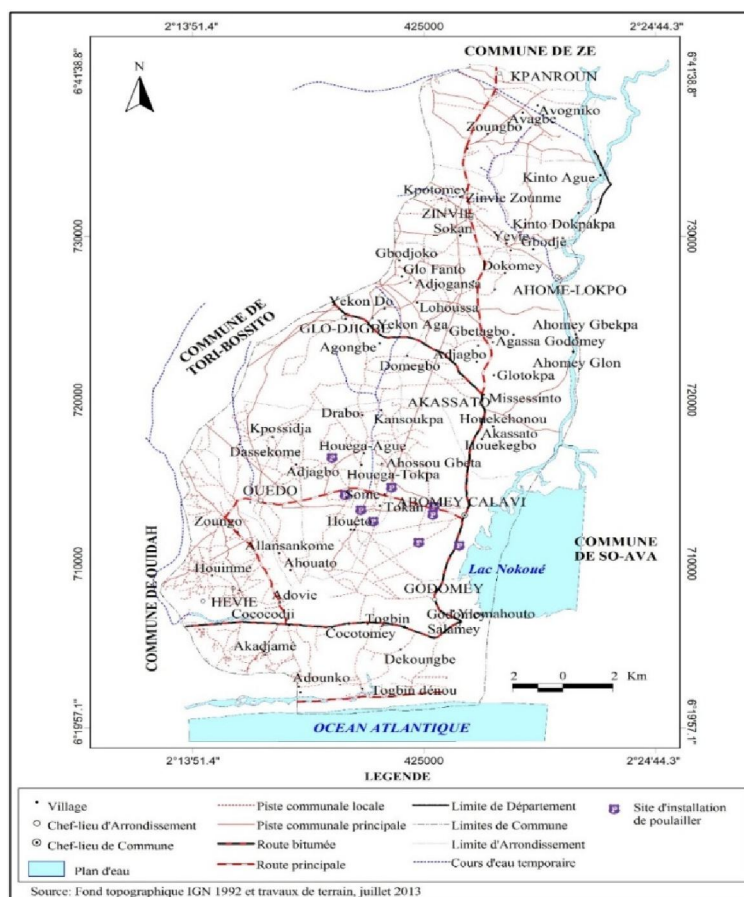 2°13'51.4" 425000 2°24'44.3"
6°41'38.8" 6°41'38.8"
COMMUNE DE ZE
N
KPANROUN
Avogniko
Avagbe
Zoungbo
Kinto Ague
Kpotomey
Zinvie Zounme
ZINVIE
Kinto Dokpakpa
Sokan
730000 730000
Yevie
Gbodjè
Gbodjoko
Glo Fanto
Dokomey
Adjogansa
AHOME-LOKPO
Yekon Do
Lohoussa
COMMUNE DE
TORI-BOSSITO
GLO-DJIGBE
Yekon Aga
Gbetagbo
Ahomey Gbekpa
Agongbe
Agassa Godomey
Adjagbo
Ahomey Glon
Domegbo
Glotokpa
720000 720000
AKASSATO
Missessinto
Drabo
Kansoukpa
Houekehonou
Kpossidja
Akassato
Houega-Ague
Houekegbo
Dassekome
Adjagbo
Ahossou Gbeta
Houega-Tokpa
OUEDO
Some
ABOMEY CALAVI
Tokan
Zoungo
Houeto
COMMUNE
DE SO-AVA
Allansankome
710000 710000
Lac Nokoué
Houinme
Ahouato
COMMUNE DE QUIDAH
GODOMEY
HEVIE
Adovie
Cococodji
Togbin
Godomey
Ylomahouto
Cocotomey
Salamey
Akadjamè
Dekoungbe
Adounko
Togbin dénou
2 0 2 Km
6°19'57.1" 6°19'57.1"
OCEAN ATLANTIQUE
2°13'51.4 425000 2°24'44.3"
LEGENDE
Village
Chef-lieu d'Arrondissement
Chef-lieu de Commune
Plan d'eau
Piste communale locale
Piste communale principale
Route bitumée
Route principale
Limite de Département
Limites de Commune
Limite d'Arrondissement
Cours d'eau temporaire
Site d'installation
de poulailler
Source: Fond topographique IGN 1992 et travaux de terrain, juillet 2013